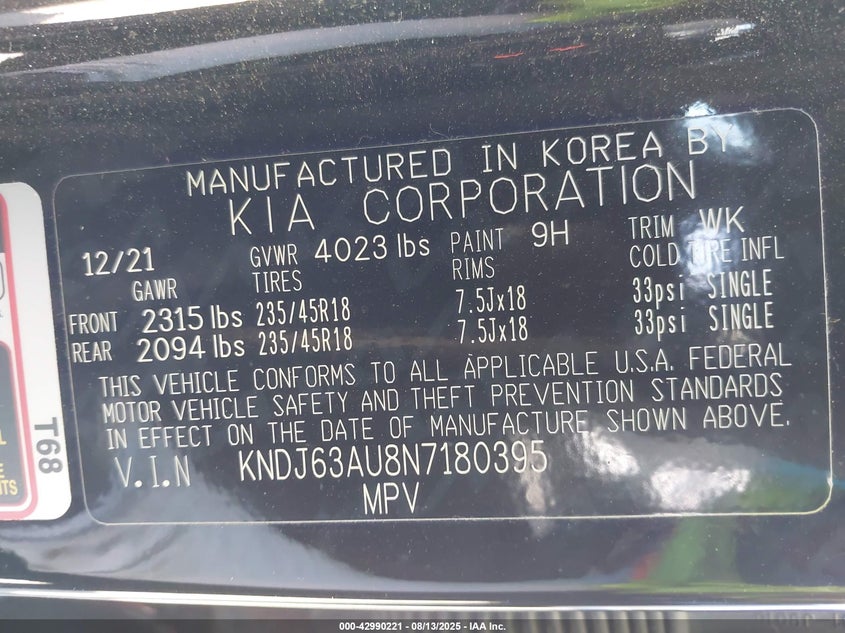 MANUFACTURED IN KOREA BY
KIA CORPORATION
12/21 GVWR 4023 lbs PAINT 9H TRIM WK
GAWR TIRES RIMS COLD TIRE INFL
FRONT 2315 lbs 235/45R18 7.5Jx18 33psi SINGLE
REAR 2094 lbs 235/45R18 7.5Jx18 33psi SINGLE
THIS VEHICLE CONFORMS TO ALL APPLICABLE U.S.A. FEDERAL
MOTOR VEHICLE SAFETY AND THEFT PREVENTION STANDARDS
IN EFFECT ON THE DATE OF MANUFACTURE SHOWN ABOVE.
V.I.N KNDJ63AU8N7180395
MPV
T68
000-42990221 - 08/13/2025 - IAA Inc.